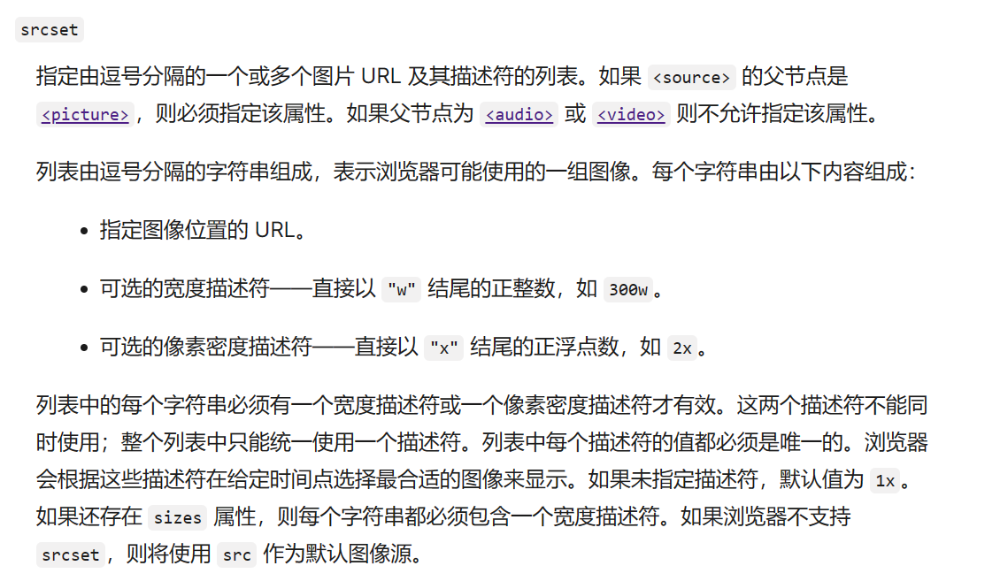 srcset
指定由逗号分隔的一个或多个图片 URL 及其描述符的列表。如果 <source> 的父节点是
<picture>，则必须指定该属性。如果父节点为 <audio> 或 <video> 则不允许指定该属性。
列表由逗号分隔的字符串组成，表示浏览器可能使用的一组图像。每个字符串由以下内容组成：
• 指定图像位置的 URL。
• 可选的宽度描述符——直接以 "w" 结尾的正整数，如 300w。
• 可选的像素密度描述符——直接以 "x" 结尾的正浮点数，如 2x。
列表中的每个字符串必须有一个宽度描述符或一个像素密度描述符才有效。这两个描述符不能同
时使用；整个列表中只能统一使用一个描述符。列表中每个描述符的值都必须是唯一的。浏览器
会根据这些描述符在给定时间点选择最合适的图像来显示。如果未指定描述符，默认值为 1x。
如果还存在 sizes 属性，则每个字符串都必须包含一个宽度描述符。如果浏览器不支持
srcset，则将使用 src 作为默认图像源。